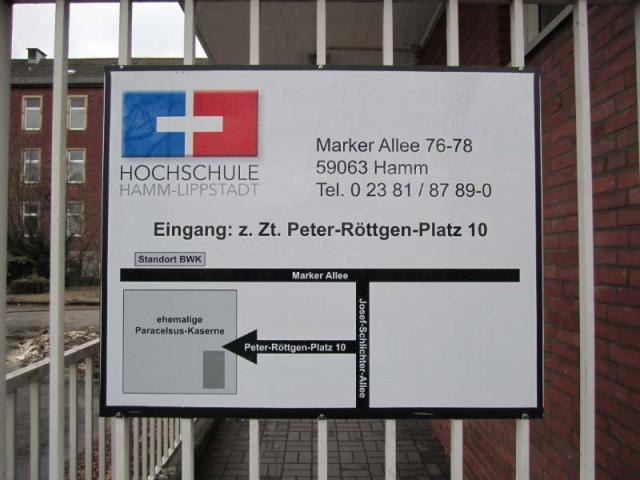 HOCHSCHULE
HAMM-LIPPSTADT
Marker Allee 76-78
59063 Hamm
Tel. 0 23 81 / 87 89-0
Eingang: z. Zt. Peter-Röttgen-Platz 10
Standort BWK
Marker Allee
ehemalige
Paracelsus-Kaserne
Peter-Röttgen-Platz 10
Josef-Schlichter-Allee